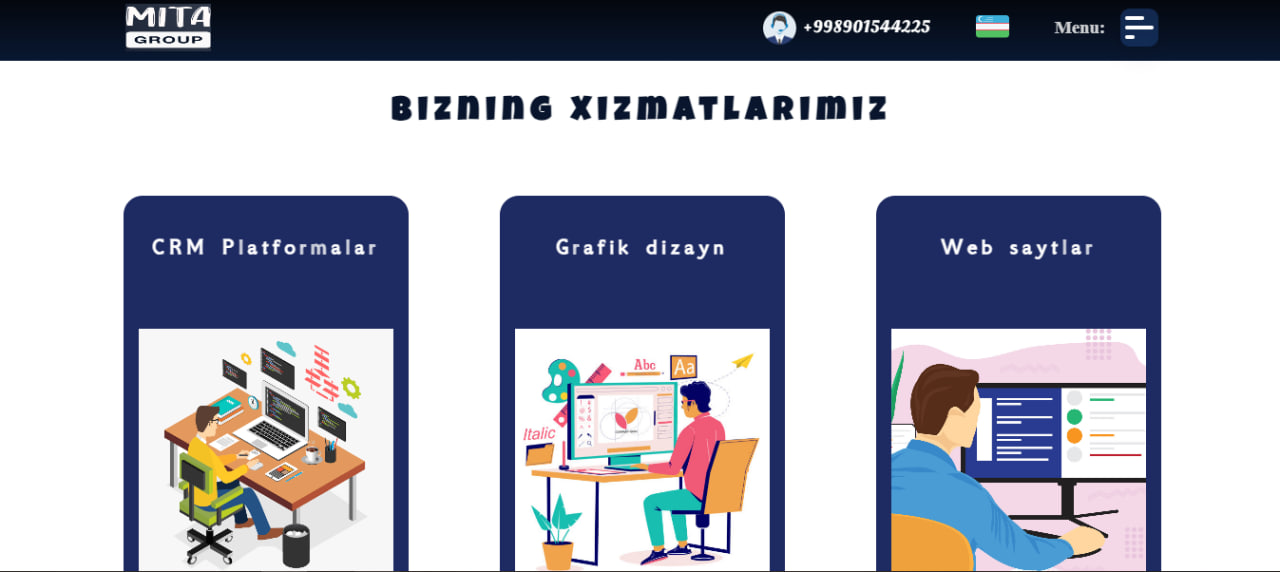 MITA
GROUP
+998901544225
Menu:
BIZNING XIZMATLARIMIZ
CRM Platformalar
Grafik dizayn
Web saytlar
Abc
Aa
Italic